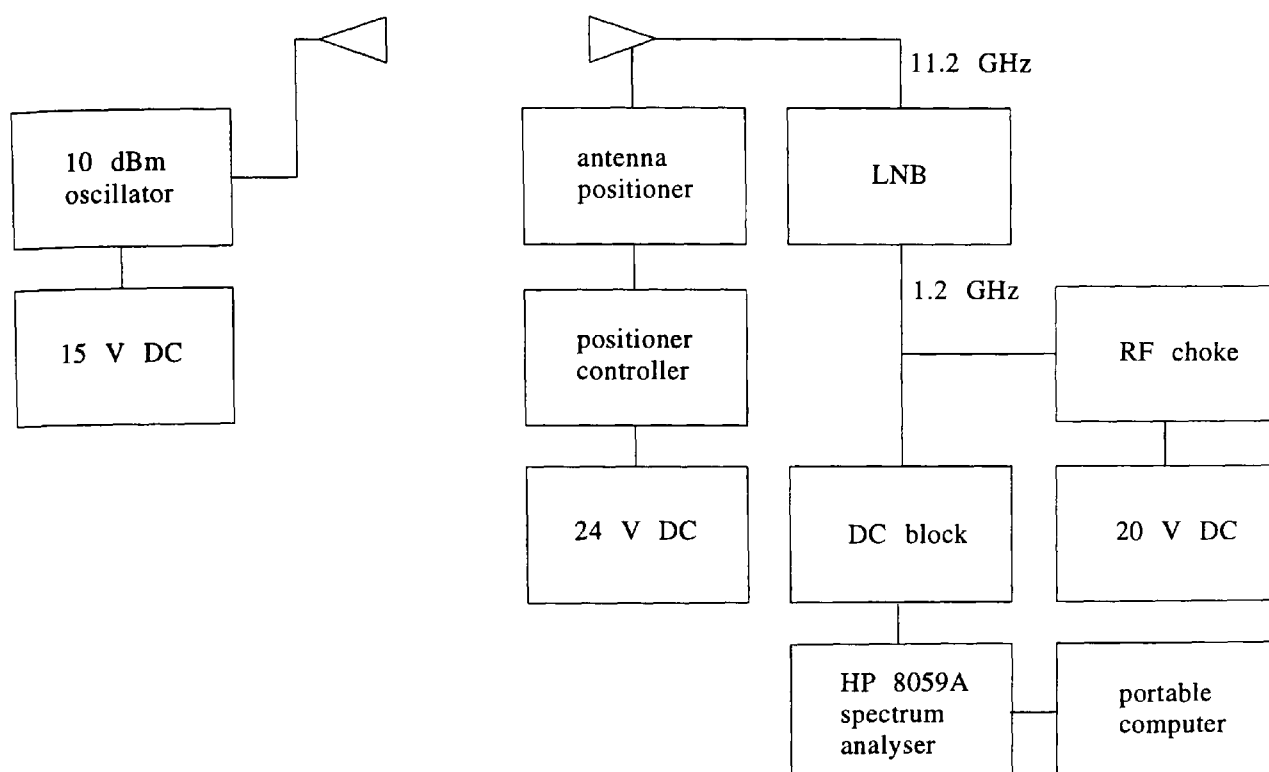 11.2 GHz
10 dBm
oscillator
antenna
positioner
LNB
1.2 GHz
15 V DC
positioner
controller
RF choke
24 V DC
DC block
20 V DC
HP 8059A
spectrum
analyser
portable
computer